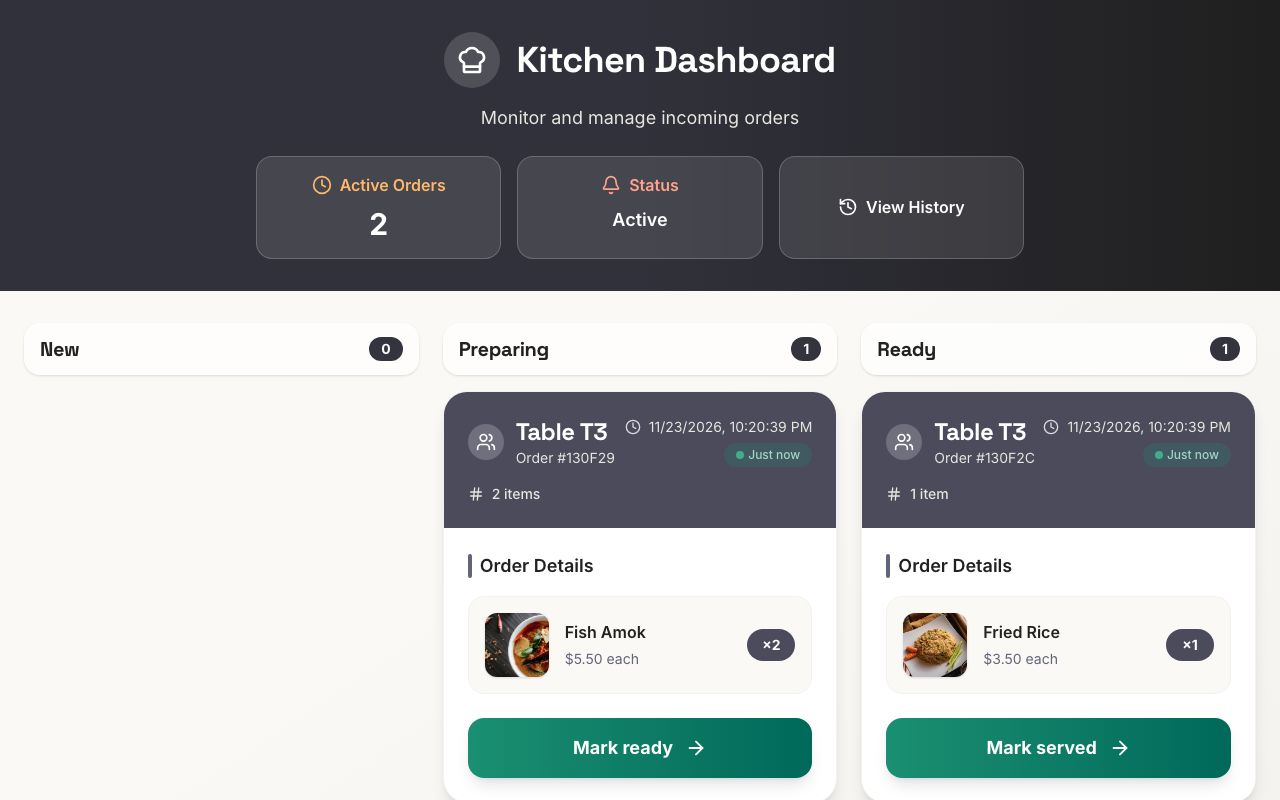 Kitchen Dashboard
Monitor and manage incoming orders
Active Orders
2
Status
Active
View History
New
0
Preparing
1
Table T3
11/23/2026, 10:20:39 PM
Order #130F29
Just now
# 2 items
Order Details
Fish Amok
$5.50 each
×2
Mark ready →
Ready
1
Table T3
11/23/2026, 10:20:39 PM
Order #130F2C
Just now
# 1 item
Order Details
Fried Rice
$3.50 each
×1
Mark served →